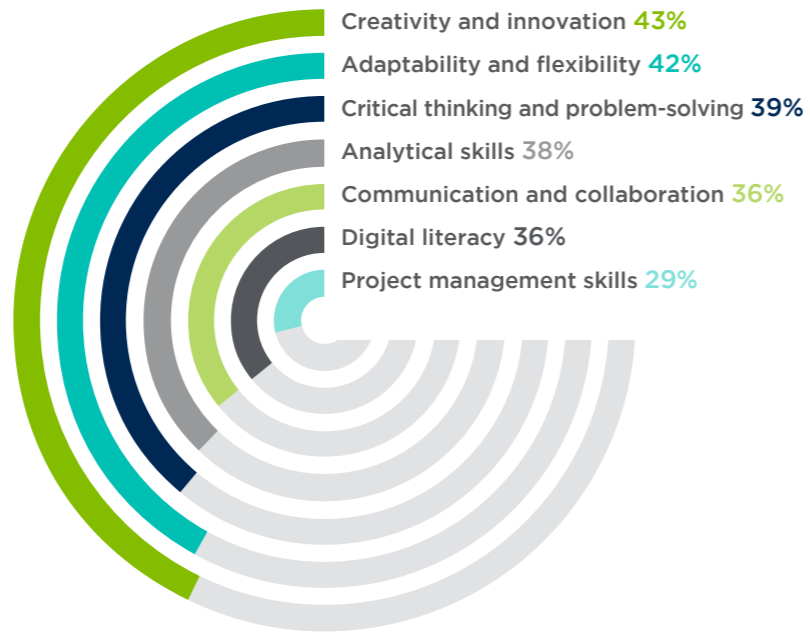 Creativity and innovation 43%
Adaptability and flexibility 42%
Critical thinking and problem-solving 39%
Analytical skills 38%
Communication and collaboration 36%
Digital literacy 36%
Project management skills 29%